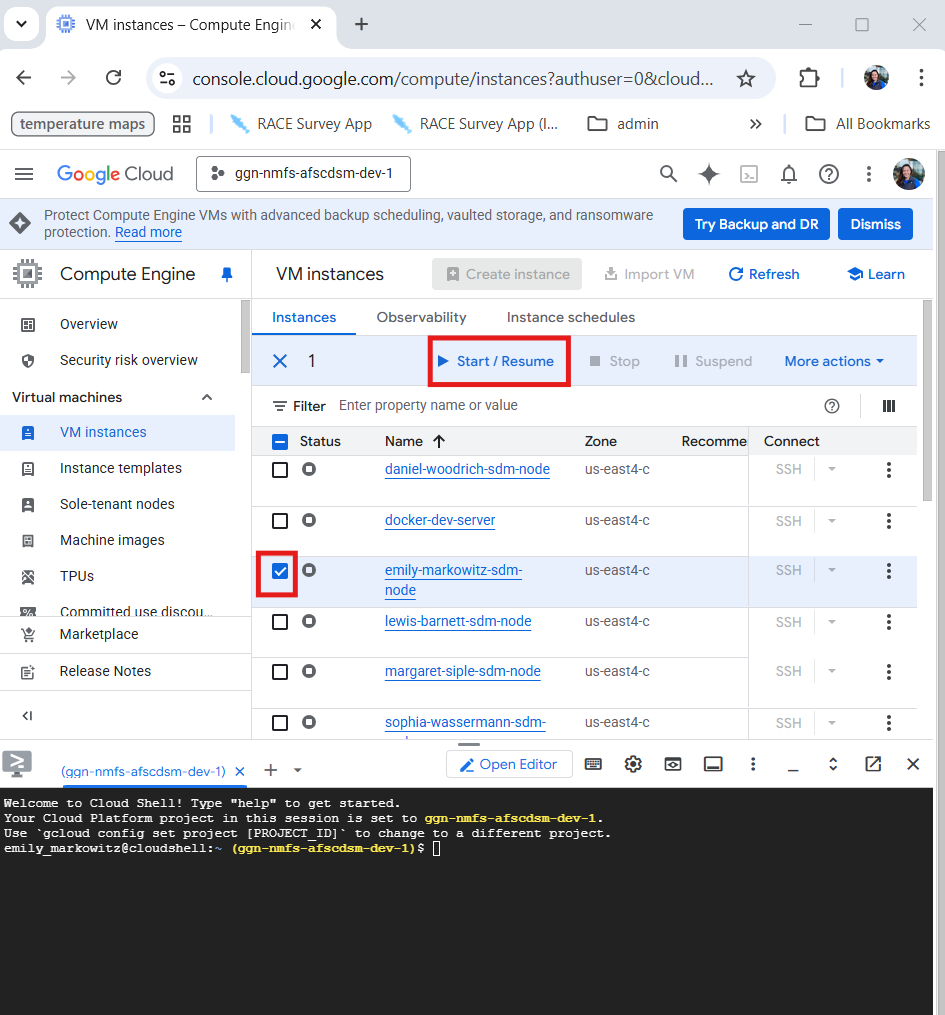 VM instances – Compute Engin
console.cloud.google.com/compute/instances?authuser=0&cloud...
temperature maps
RACE Survey App
RACE Survey App (I...
admin
All Bookmarks
Google Cloud
ggn-nmfs-afscdsm-dev-1
Protect Compute Engine VMs with advanced backup scheduling, vaulted storage, and ransomware
protection. Read more
Try Backup and DR
Dismiss
Compute Engine
VM instances
Create instance
Import VM
Refresh
Learn
Overview
Security risk overview
Virtual machines
VM instances
Instance templates
Sole-tenant nodes
Machine images
TPUs
Committed use discou...
Marketplace
Release Notes
Instances
Observability
Instance schedules
1
Start / Resume
Stop
Suspend
More actions
Filter Enter property name or value
Status Name Zone Recomme Connect
daniel-woodrich-sdm-node us-east4-c SSH
docker-dev-server us-east4-c SSH
emily-markowitz-sdm-
node
us-east4-c SSH
lewis-barnett-sdm-node us-east4-c SSH
margaret-siple-sdm-node us-east4-c SSH
sophia-wassermann-sdm- us-east4-c SSH
(ggn-nmfs-afscdsm-dev-1)
Open Editor
Welcome to Cloud Shell! Type "help" to get started.
Your Cloud Platform project in this session is set to ggn-nmfs-afscdsm-dev-1.
Use `gcloud config set project [PROJECT_ID]` to change to a different project.
emily_markowitz@cloudshell:~ (ggn-nmfs-afscdsm-dev-1)$